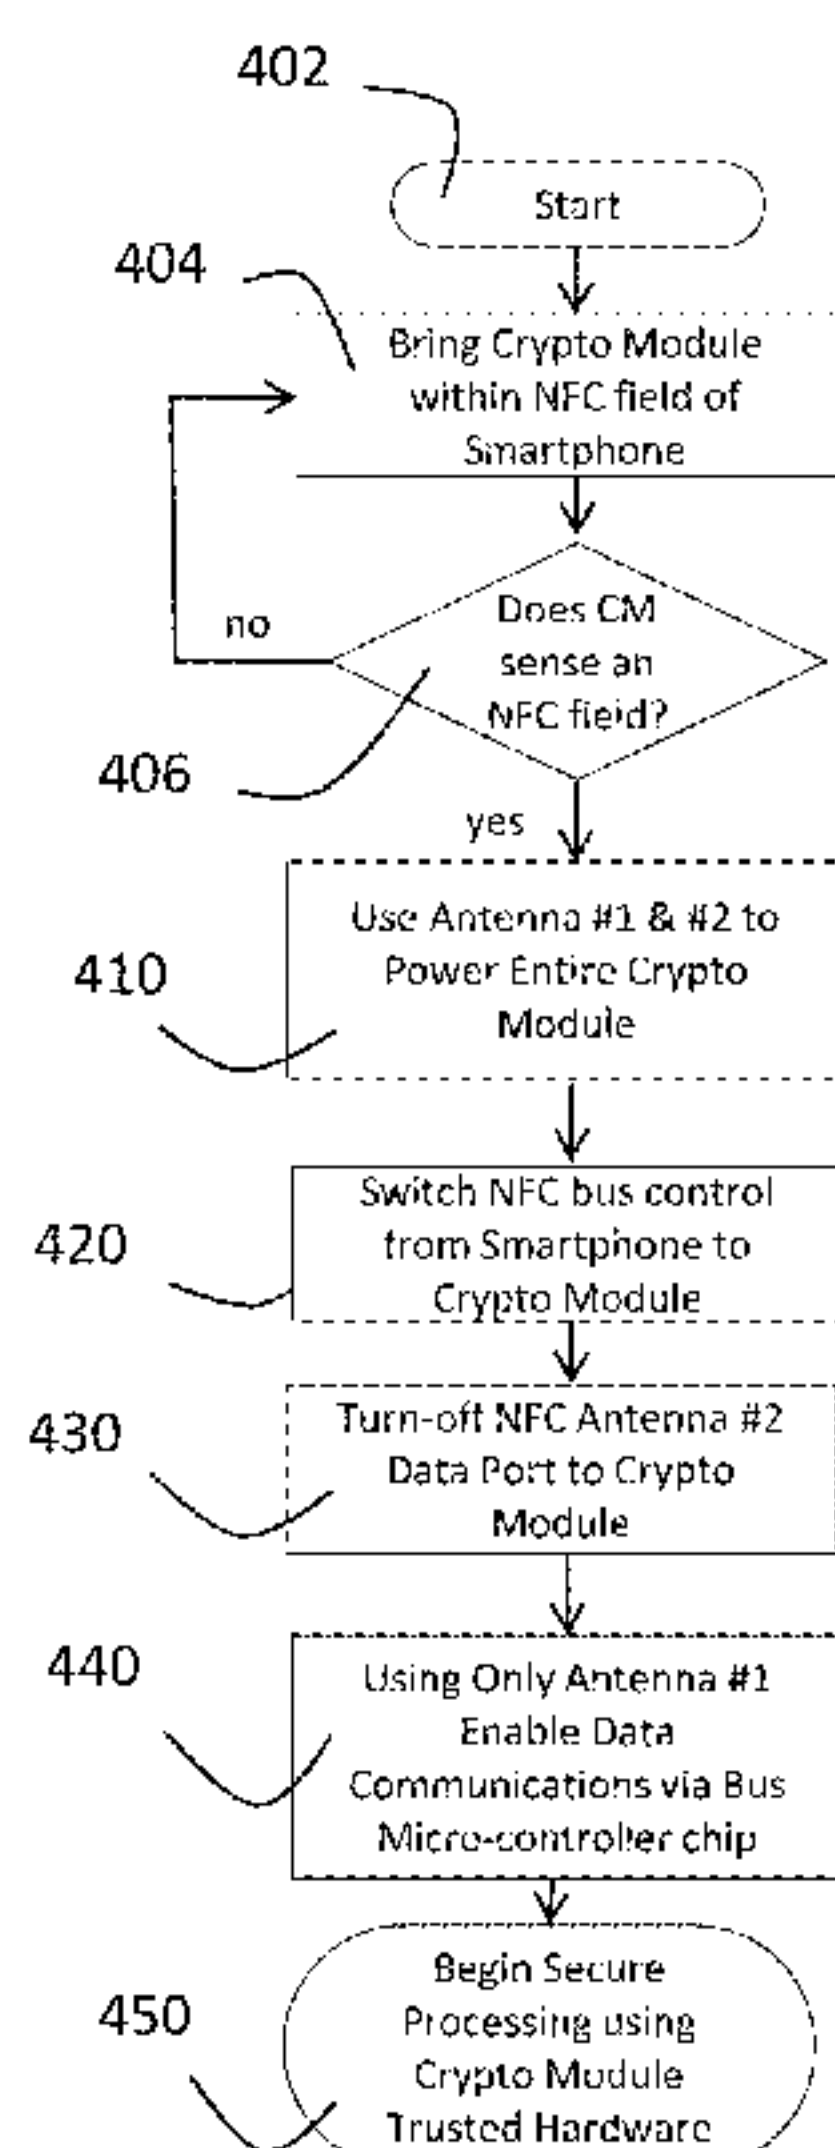 402
Start
404
Bring Crypto Module
within NFC field of
Smartphone
Does CM
sense an
NFC field?
no
406
yes
Use Antenna #1 & #2 to
Power Entire Crypto
Module
410
Switch NFC bus control
from Smartphone to
Crypto Module
420
Turn-off NFC Antenna #2
Data Port to Crypto
Module
430
Using Only Antenna #1
Enable Data
Communications via Bus
Micro-controller chip
440
Begin Secure
Processing using
Crypto Module
Trusted Hardware
450